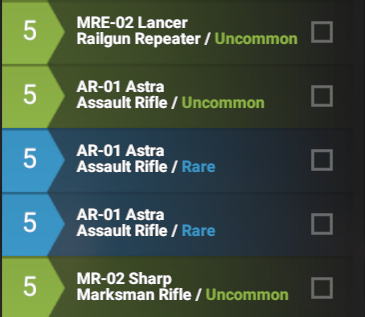 5
MRE-02 Lancer
Railgun Repeater / Uncommon
5
AR-01 Astra
Assault Rifle / Uncommon
5
AR-01 Astra
Assault Rifle / Rare
5
AR-01 Astra
Assault Rifle / Rare
5
MR-02 Sharp
Marksman Rifle / Uncommon